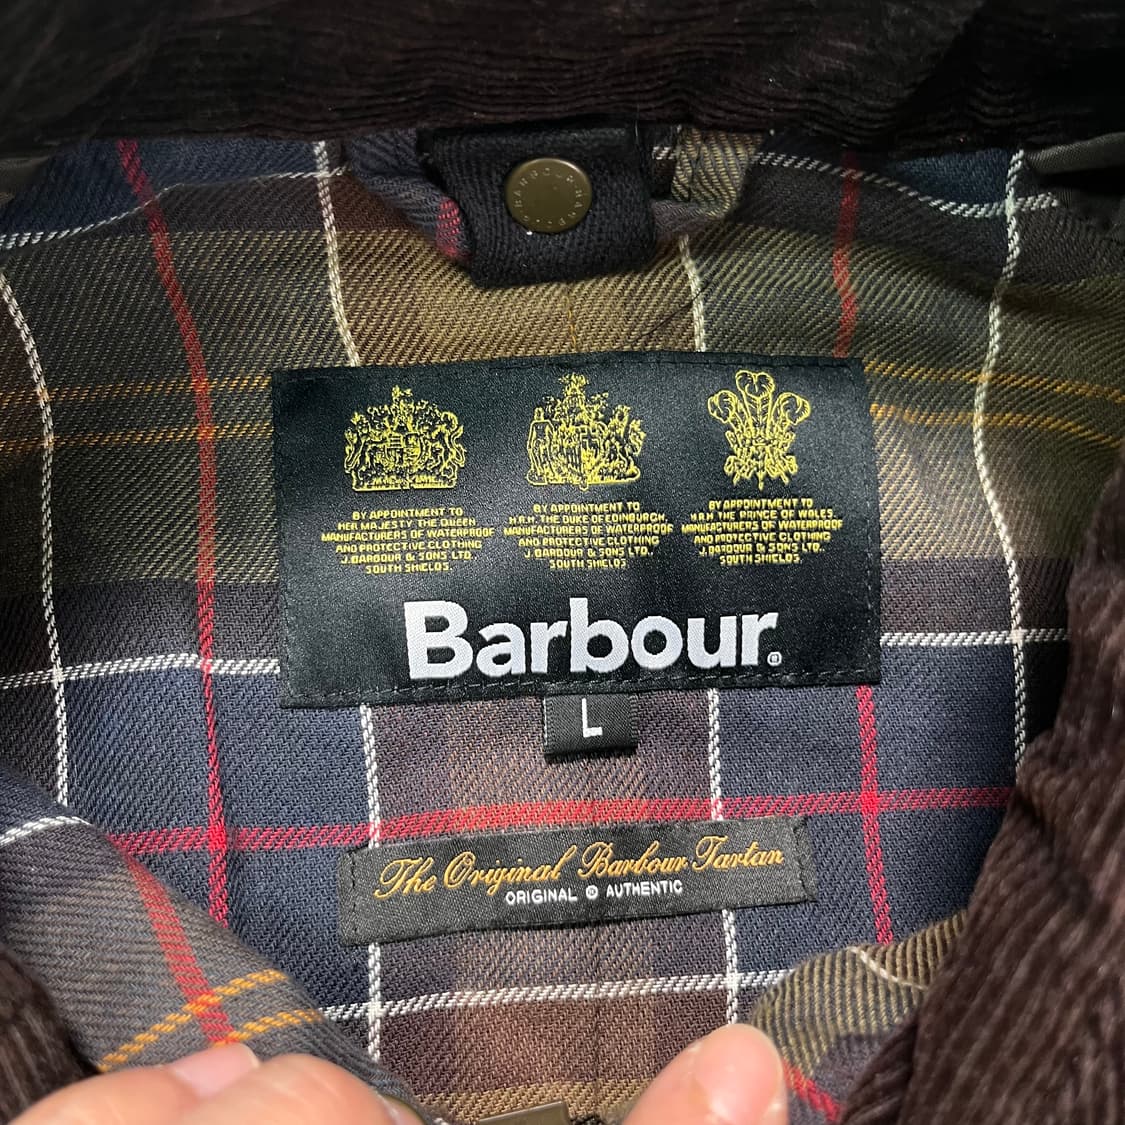 BARBOUR BARBOUR
BY APPOINTMENT TO
HER MAJESTY THE QUEEN
MANUFACTURERS OF WATERPROOF
AND PROTECTIVE CLOTHING
J. BARBOUR & SONS LTD.
SOUTH SHIELDS.
BY APPOINTMENT TO
H.R.H. THE DUKE OF EDINBURGH.
MANUFACTURERS OF WATERPROOF
AND PROTECTIVE CLOTHING
J. BARBOUR & SONS LTD.
SOUTH SHIELDS
BY APPOINTMENT TO
H.R.H. THE PRINCE OF WALES.
MANUFACTURERS OF WATERPROOF
AND PROTECTIVE CLOTHING
J. BARBOUR & SONS LTD.
SOUTH SHIELDS.
Barbour®
L
The Original Barbour Tartan
ORIGINAL ® AUTHENTIC